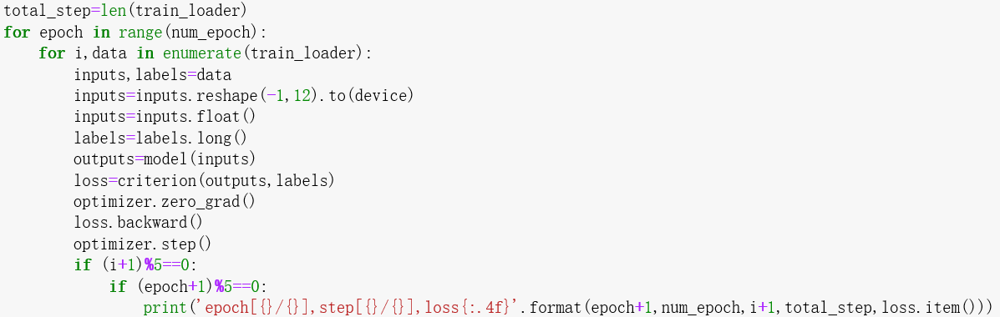 total_step=len(train_loader)
for epoch in range(num_epoch):
    for i,data in enumerate(train_loader):
        inputs,labels=data
        inputs=inputs.reshape(-1,12).to(device)
        inputs=inputs.float()
        labels=labels.long()
        outputs=model(inputs)
        loss=criterion(outputs,labels)
        optimizer.zero_grad()
        loss.backward()
        optimizer.step()
        if (i+1)%5==0:
            if (epoch+1)%5==0:
                print('epoch[{}/{}],step[{}/{}],loss{:.4f}'.format(epoch+1,num_epoch,i+1,total_step,loss.item()))